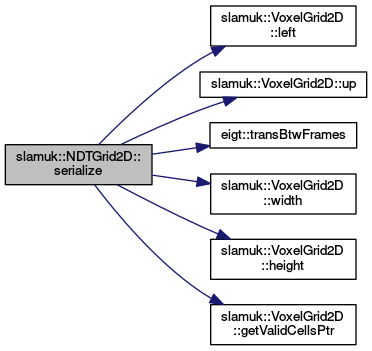 slamuk::VoxelGrid2D
::left
slamuk::VoxelGrid2D::up
eigt::transBtwFrames
slamuk::NDTGrid2D::
serialize
slamuk::VoxelGrid2D
::width
slamuk::VoxelGrid2D
::height
slamuk::VoxelGrid2D
::getValidCellsPtr